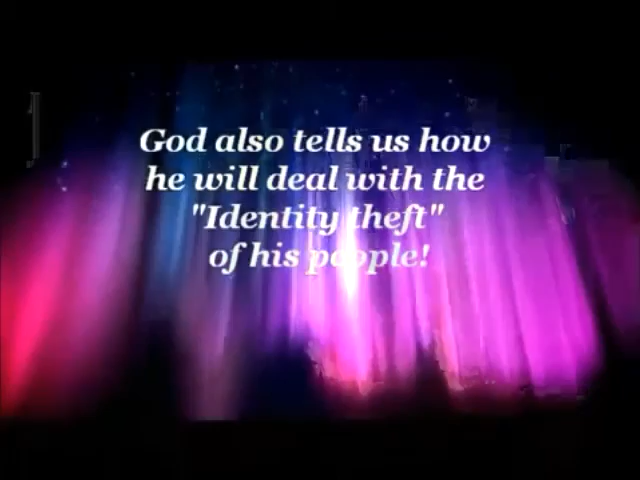 God also tells us how
he will deal with the
"Identity theft"
of his people!